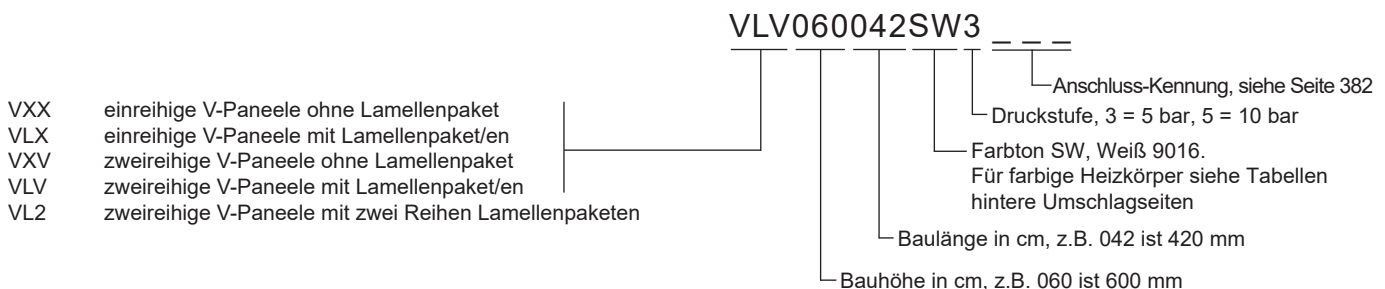 VLV060042SW3 _ _ _
Anschluss-Kennung, siehe Seite 382
Druckstufe, 3 = 5 bar, 5 = 10 bar
Farbton SW, Weiß 9016.
Für farbige Heizkörper siehe Tabellen
hintere Umschlagseiten
Baulänge in cm, z.B. 042 ist 420 mm
Bauhöhe in cm, z.B. 060 ist 600 mm
VXX einreihige V-Paneele ohne Lamellenpaket
VLX einreihige V-Paneele mit Lamellenpaket/en
VXV zweireihige V-Paneele ohne Lamellenpaket
VLV zweireihige V-Paneele mit Lamellenpaket/en
VL2 zweireihige V-Paneele mit zwei Reihen Lamellenpaketen